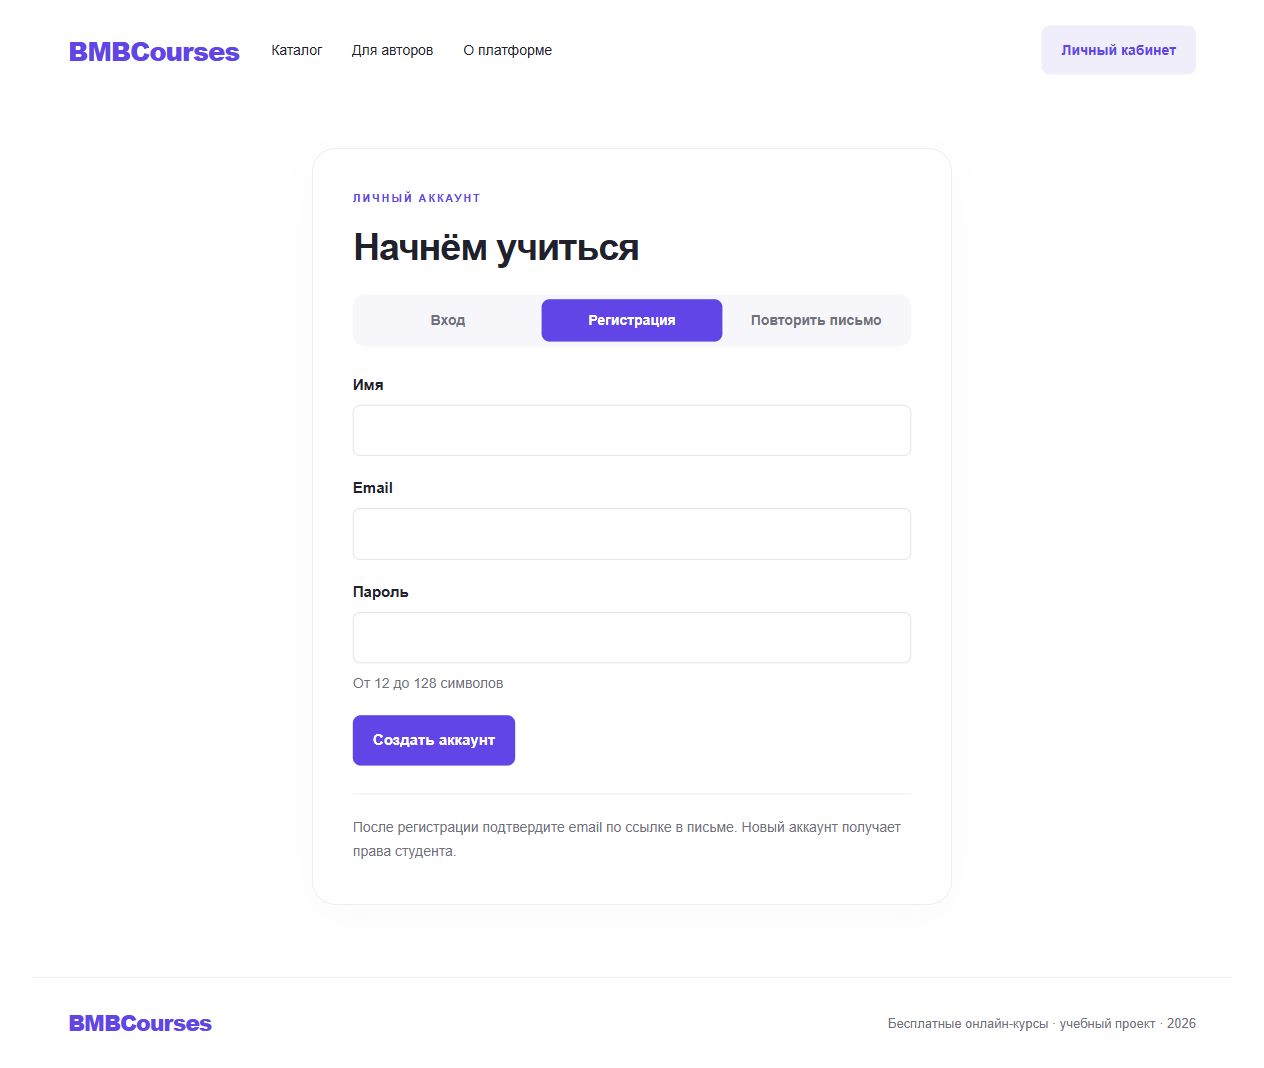 BMBCourses
Каталог
Для авторов
О платформе
Личный кабинет
ЛИЧНЫЙ АККАУНТ
Начнём учиться
Вход
Регистрация
Повторить письмо
Имя
Email
Пароль
От 12 до 128 символов
Создать аккаунт
После регистрации подтвердите email по ссылке в письме. Новый аккаунт получает
права студента.
BMBCourses
Бесплатные онлайн-курсы · учебный проект · 2026